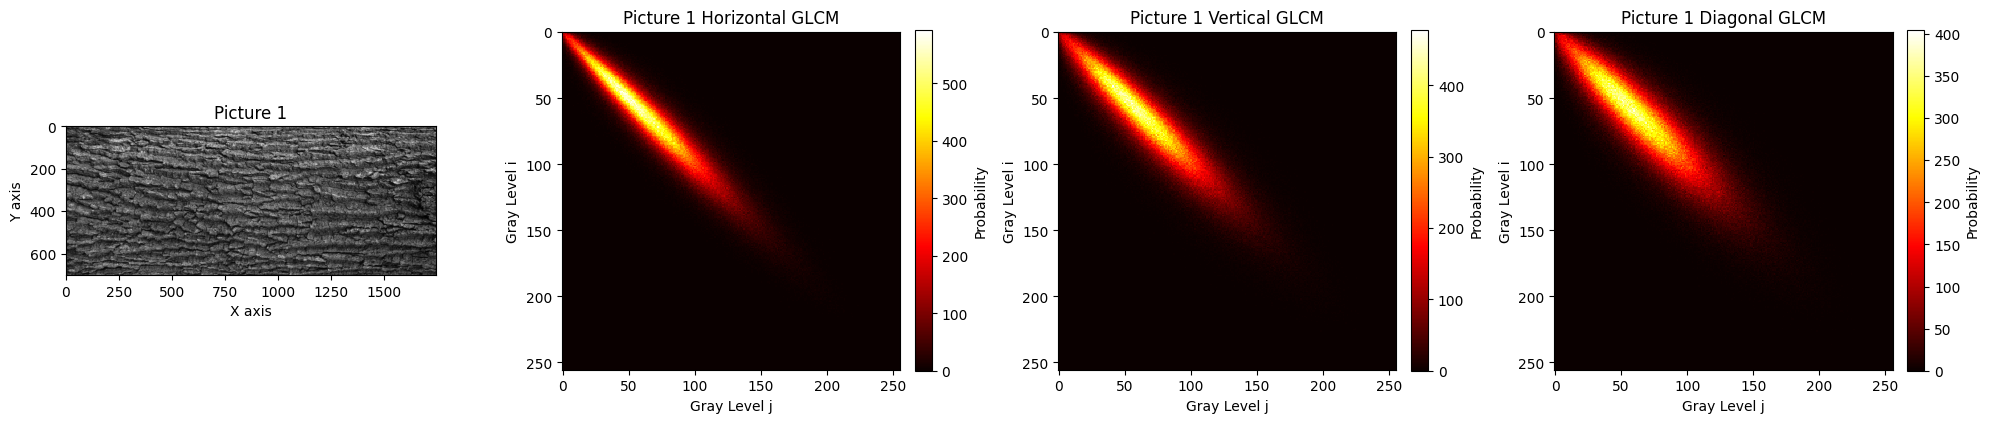 Picture 1
0
200
400
600
Y axis
0 250 500 750 1000 1250 1500
X axis
Picture 1 Horizontal GLCM
0
50
100
150
200
250
Gray Level i
0 50 100 150 200 250
Gray Level j
500
400
300
200
100
0
Probability
Picture 1 Vertical GLCM
0
50
100
150
200
250
Gray Level i
0 50 100 150 200 250
Gray Level j
400
300
200
100
0
Probability
Picture 1 Diagonal GLCM
0
50
100
150
200
250
Gray Level i
0 50 100 150 200 250
Gray Level j
400
350
300
250
200
150
100
50
0
Probability